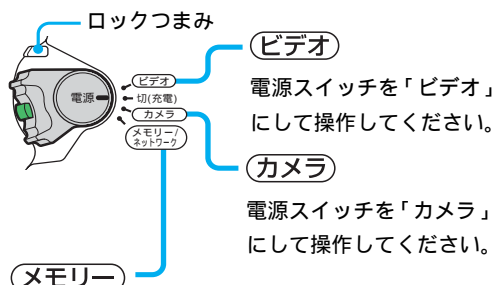 ロックつまみ
電源
ビデオ
切(充電)
カメラ
メモリー/
ネットワーク
ビデオ
電源スイッチを「ビデオ」
にして操作してください。
カメラ
電源スイッチを「カメラ」
にして操作してください。
メモリー